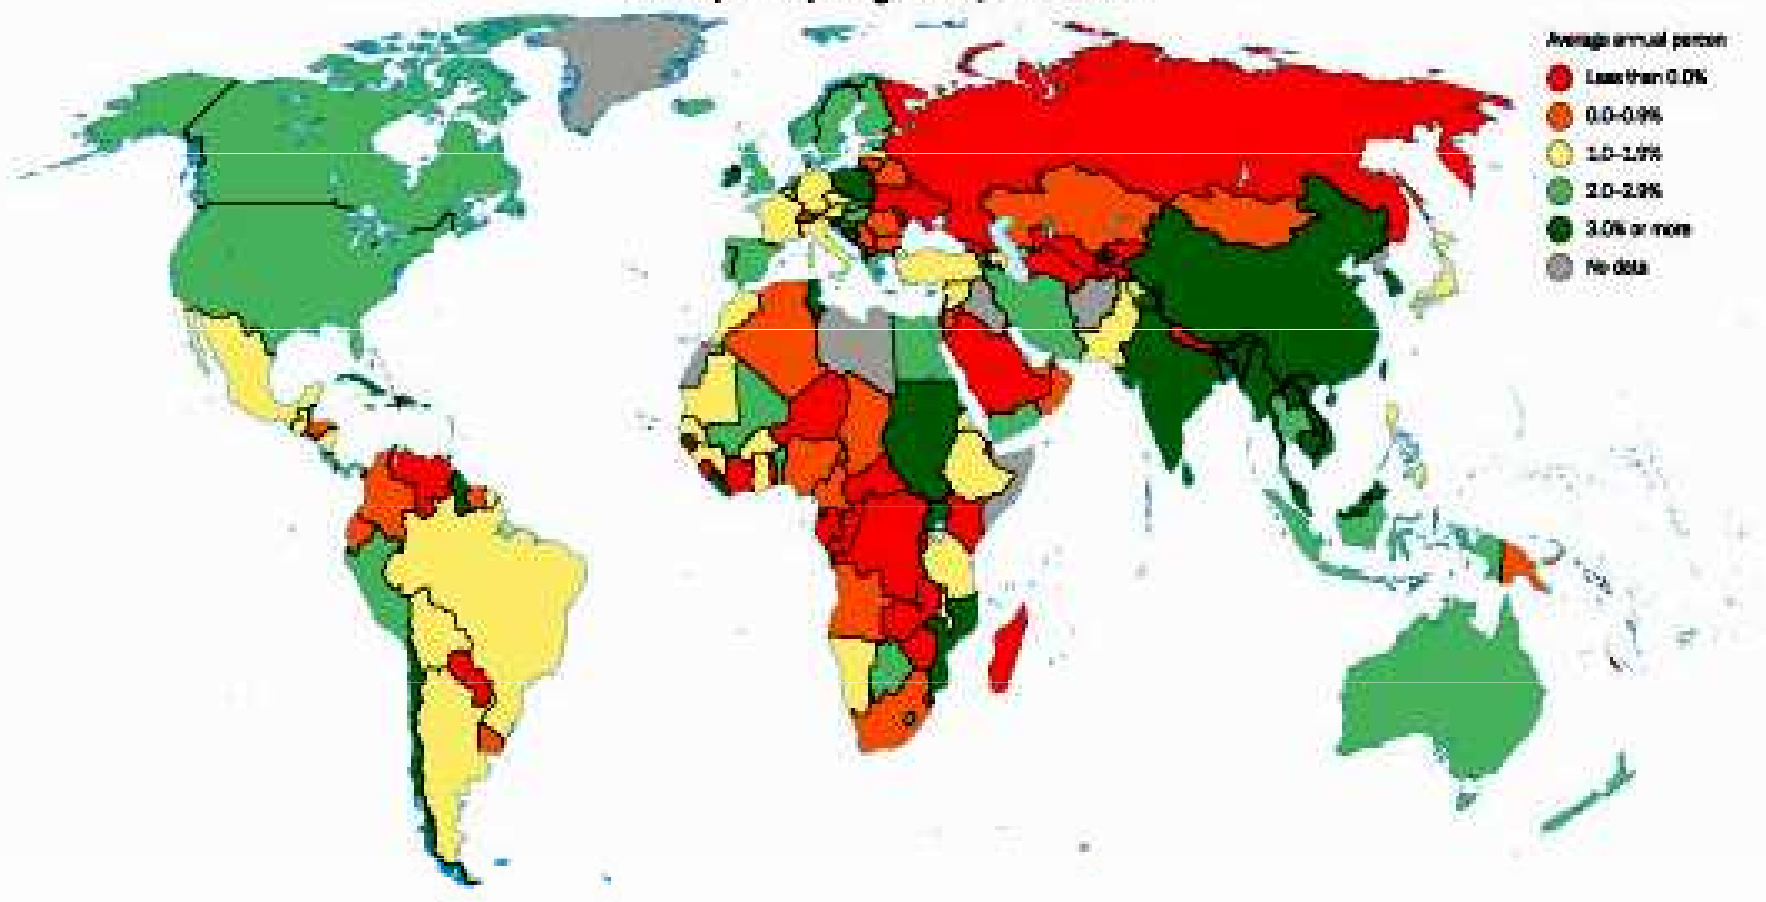 Average annual percen
Less than 0.0%
0.0–0.9%
1.0–1.9%
2.0–2.9%
3.0% or more
No data